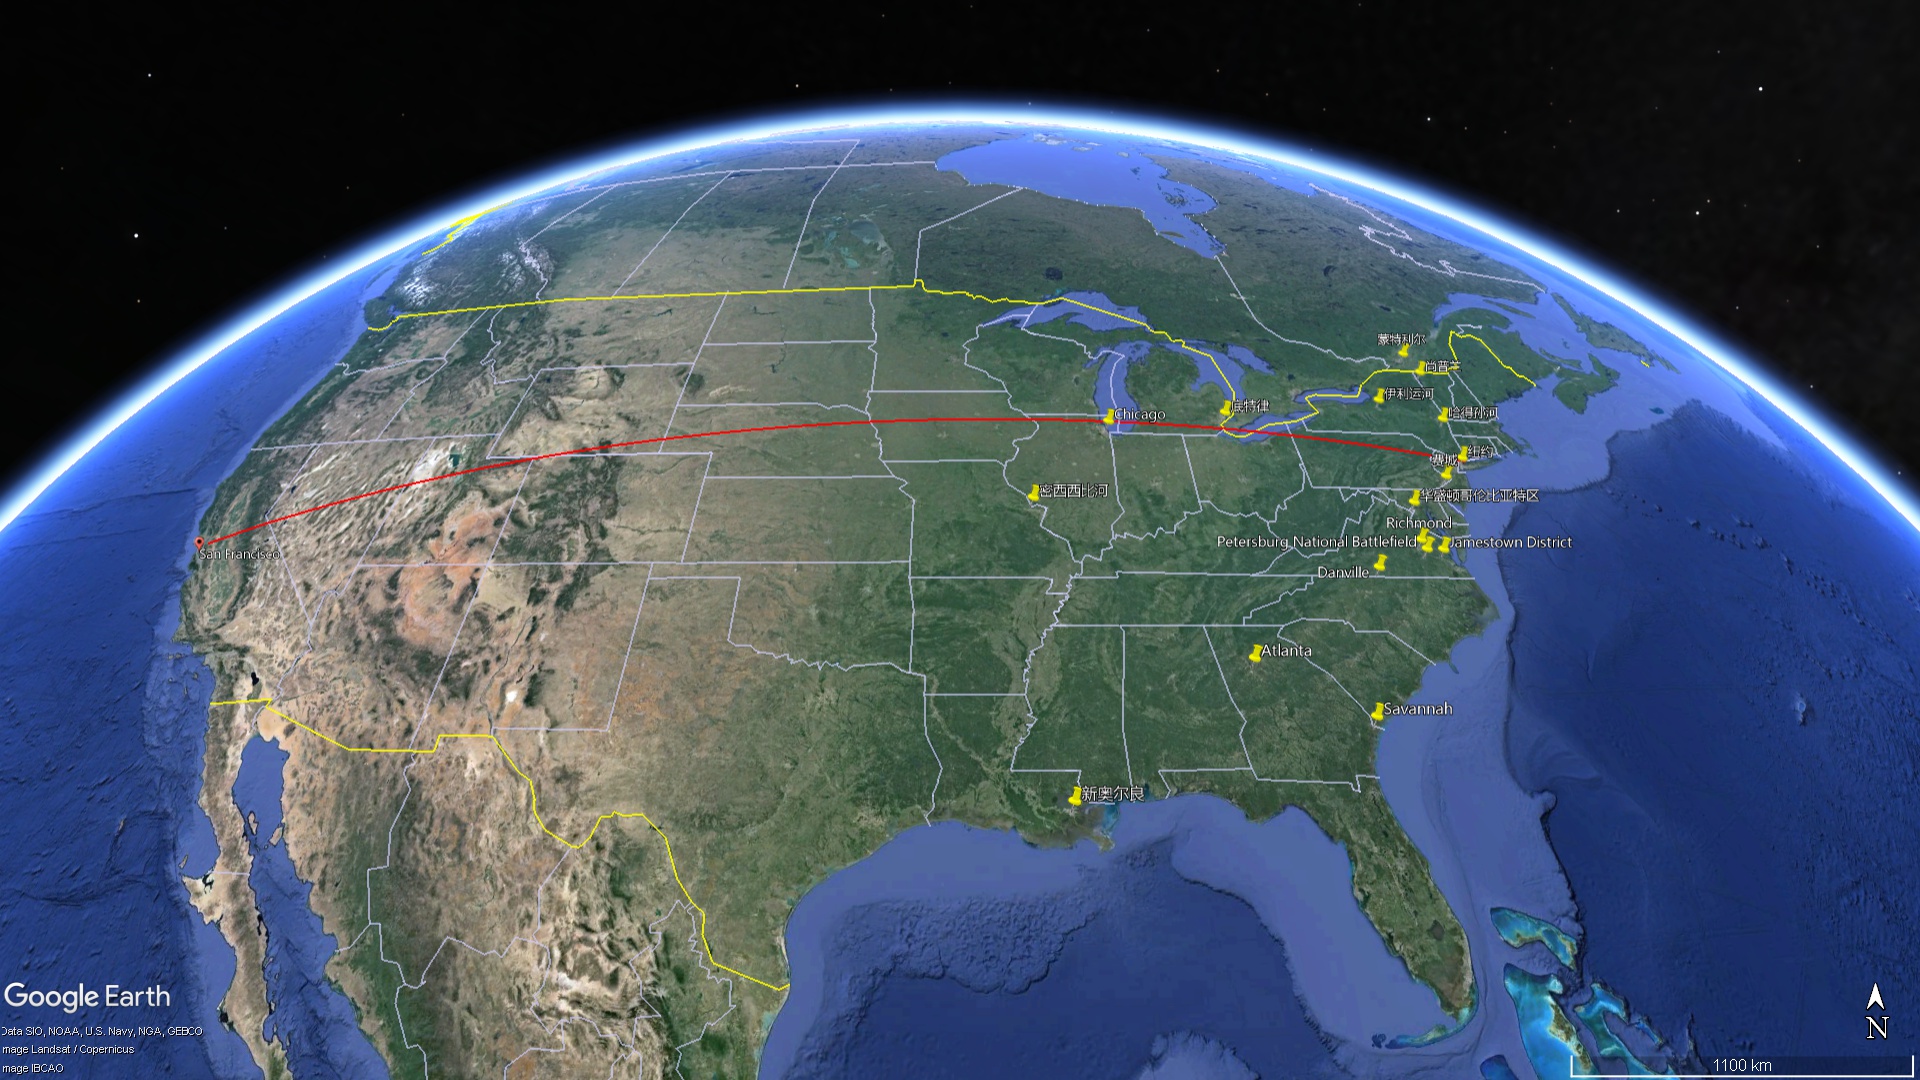 蒙特利尔
尚普兰
伊利运河
底特律
哈得孙河
Chicago
纽约
费城
密西西比河
华盛顿哥伦比亚特区
Richmond
Petersburg National Battlefield
Jamestown District
San Francisco
Danville
Atlanta
Savannah
新奥尔良
Google Earth
Data SIO, NOAA, U.S. Navy, NGA, GEBCO
mage Landsat / Copernicus
mage IBCAO
N
1100 km